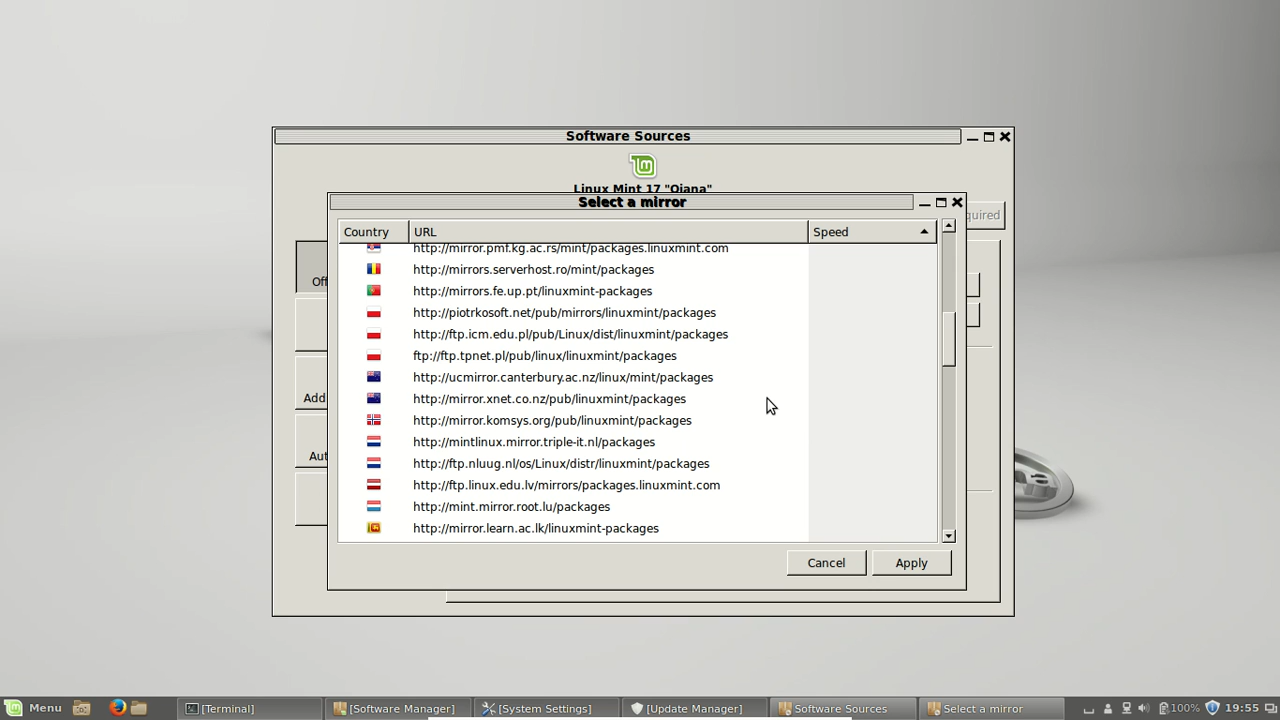 Software Sources
Linux Mint 17 "Qiana"
Select a mirror
quired
Country URL Speed
http://mirror.pmf.kg.ac.rs/mint/packages.linuxmint.com
http://mirrors.serverhost.ro/mint/packages
Off
http://mirrors.fe.up.pt/linuxmint-packages
http://piotrkosoft.net/pub/mirrors/linuxmint/packages
http://ftp.icm.edu.pl/pub/Linux/dist/linuxmint/packages
ftp://ftp.tpnet.pl/pub/linux/linuxmint/packages
http://ucmirror.canterbury.ac.nz/linux/mint/packages
Add
http://mirror.xnet.co.nz/pub/linuxmint/packages
http://mirror.komsys.org/pub/linuxmint/packages
http://mintlinux.mirror.triple-it.nl/packages
Aut
http://ftp.nluug.nl/os/Linux/distr/linuxmint/packages
http://ftp.linux.edu.lv/mirrors/packages.linuxmint.com
http://mint.mirror.root.lu/packages
http://mirror.learn.ac.lk/linuxmint-packages
Cancel Apply
Menu [Terminal] [Software Manager] [System Settings] [Update Manager] Software Sources Select a mirror 100% 19:55